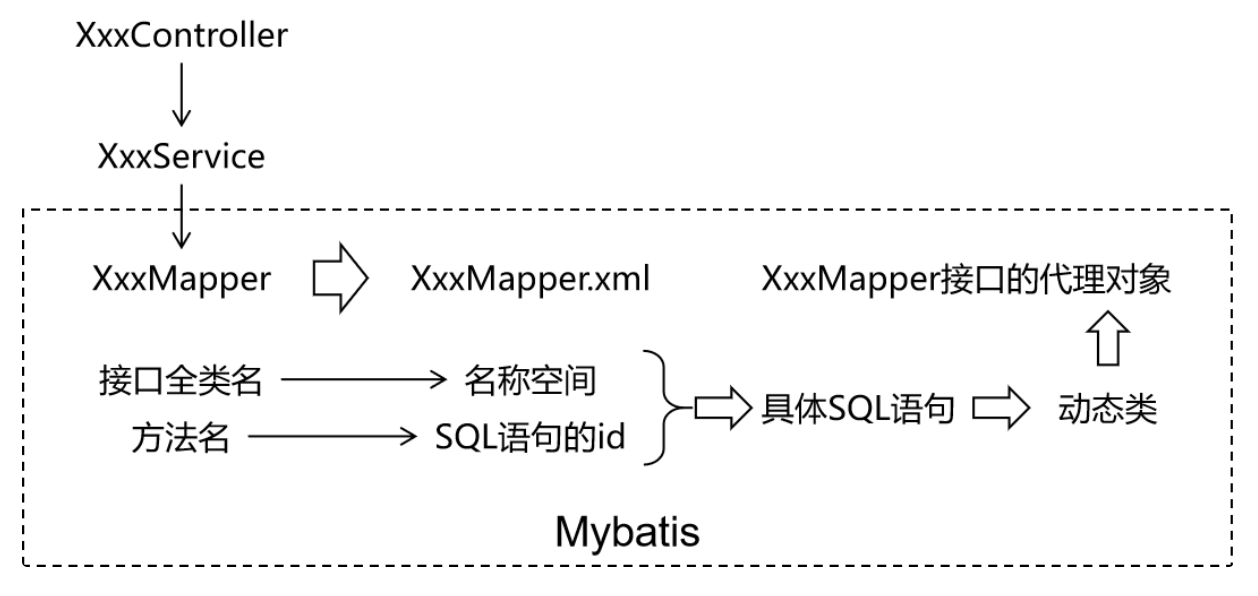 XxxController
XxxService
XxxMapper
XxxMapper.xml
XxxMapper接口的代理对象
接口全类名
名称空间
方法名
SQL语句的id
具体SQL语句
动态类
Mybatis